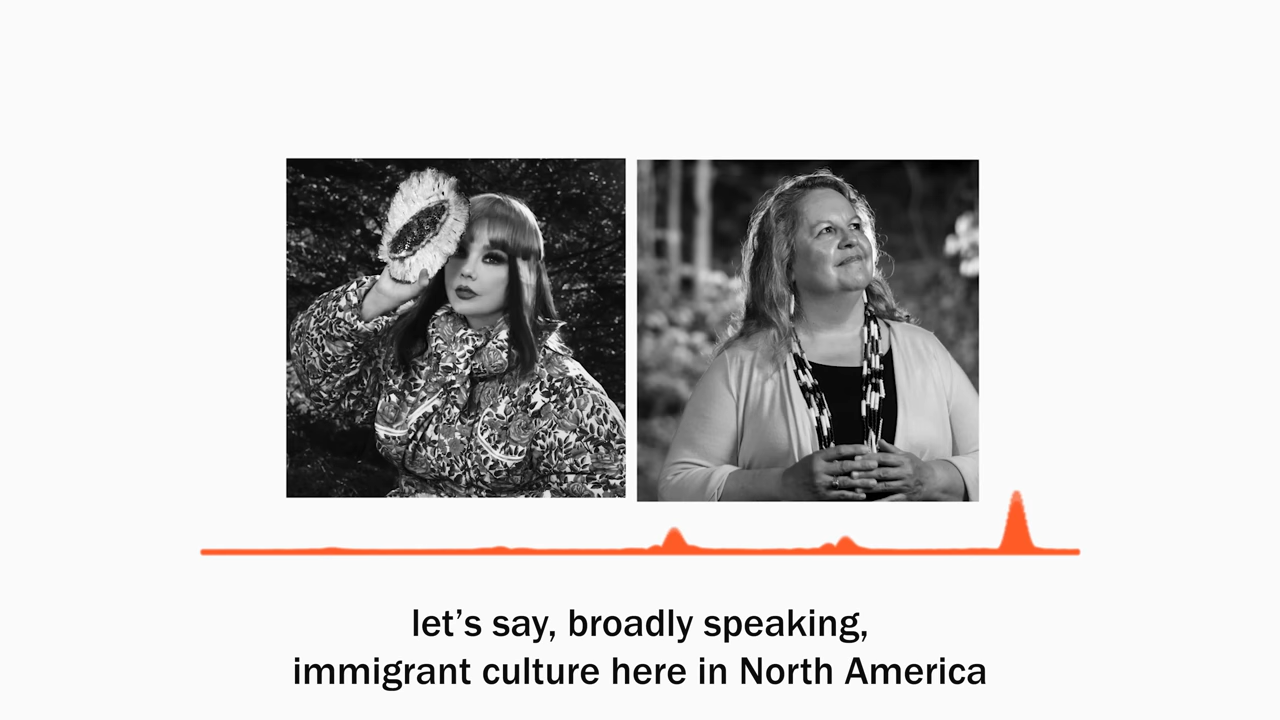 let’s say, broadly speaking,
immigrant culture here in North America